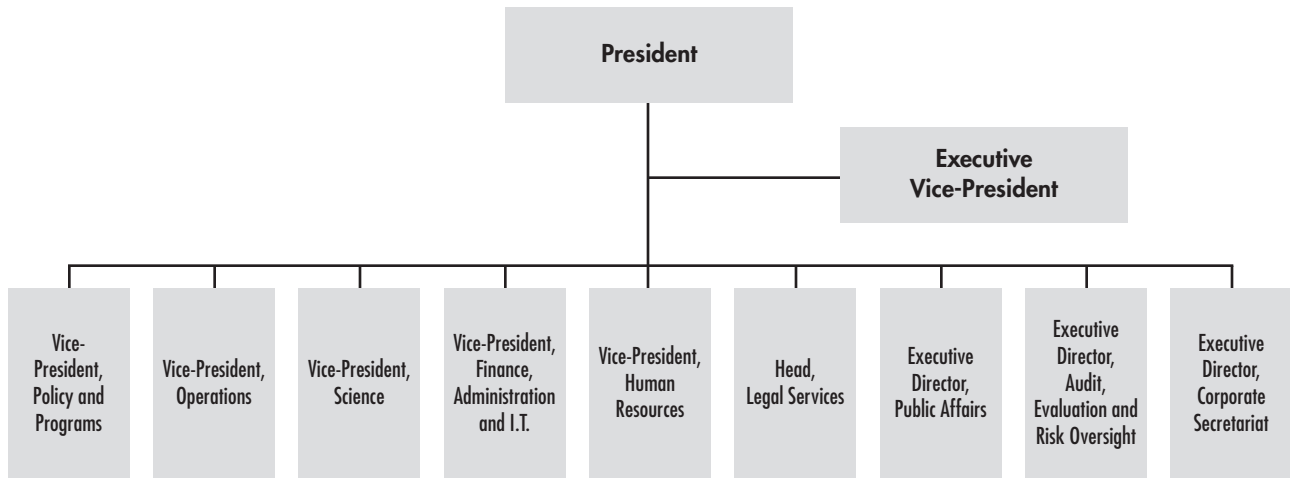 President
Executive
Vice-President
Vice-
President,
Policy and
Programs
Vice-President,
Operations
Vice-President,
Science
Vice-President,
Finance,
Administration
and I.T.
Vice-President,
Human
Resources
Head,
Legal Services
Executive
Director,
Public Affairs
Executive
Director,
Audit,
Evaluation and
Risk Oversight
Executive
Director,
Corporate
Secretariat